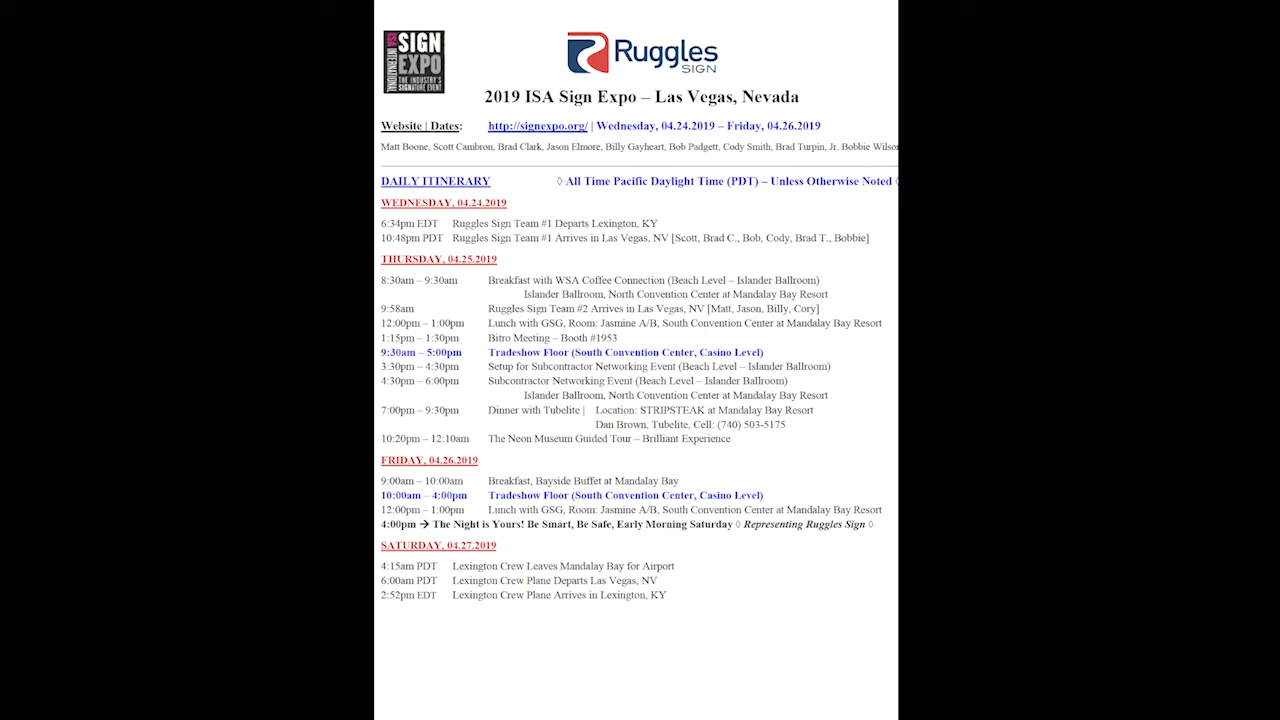 ISA INTERNATIONAL
SIGN
EXPO
THE INDUSTRY'S
SIGNATURE EVENT
Ruggles
SIGN
2019 ISA Sign Expo – Las Vegas, Nevada
Website | Dates: http://signexpo.org/ | Wednesday, 04.24.2019 – Friday, 04.26.2019
Matt Boone, Scott Cambron, Brad Clark, Jason Elmore, Billy Gayheart, Bob Padgett, Cody Smith, Brad Turpin, Jr. Bobbie Wilson
DAILY ITINERARY ◊ All Time Pacific Daylight Time (PDT) – Unless Otherwise Noted ◊
WEDNESDAY, 04.24.2019
6:34pm EDT Ruggles Sign Team #1 Departs Lexington, KY
10:48pm PDT Ruggles Sign Team #1 Arrives in Las Vegas, NV [Scott, Brad C., Bob, Cody, Brad T., Bobbie]
THURSDAY, 04.25.2019
8:30am – 9:30am Breakfast with WSA Coffee Connection (Beach Level – Islander Ballroom)
Islander Ballroom, North Convention Center at Mandalay Bay Resort
9:58am Ruggles Sign Team #2 Arrives in Las Vegas, NV [Matt, Jason, Billy, Cory]
12:00pm – 1:00pm Lunch with GSG, Room: Jasmine A/B, South Convention Center at Mandalay Bay Resort
1:15pm – 1:30pm Bitro Meeting – Booth #1953
9:30am – 5:00pm Tradeshow Floor (South Convention Center, Casino Level)
3:30pm – 4:30pm Setup for Subcontractor Networking Event (Beach Level – Islander Ballroom)
4:30pm – 6:00pm Subcontractor Networking Event (Beach Level – Islander Ballroom)
Islander Ballroom, North Convention Center at Mandalay Bay Resort
7:00pm – 9:30pm Dinner with Tubelite | Location: STRIPSTEAK at Mandalay Bay Resort
Dan Brown, Tubelite, Cell: (740) 503-5175
10:20pm – 12:10am The Neon Museum Guided Tour – Brilliant Experience
FRIDAY, 04.26.2019
9:00am – 10:00am Breakfast, Bayside Buffet at Mandalay Bay
10:00am – 4:00pm Tradeshow Floor (South Convention Center, Casino Level)
12:00pm – 1:00pm Lunch with GSG, Room: Jasmine A/B, South Convention Center at Mandalay Bay Resort
4:00pm → The Night is Yours! Be Smart, Be Safe, Early Morning Saturday ◊ Representing Ruggles Sign ◊
SATURDAY, 04.27.2019
4:15am PDT Lexington Crew Leaves Mandalay Bay for Airport
6:00am PDT Lexington Crew Plane Departs Las Vegas, NV
2:52pm EDT Lexington Crew Plane Arrives in Lexington, KY